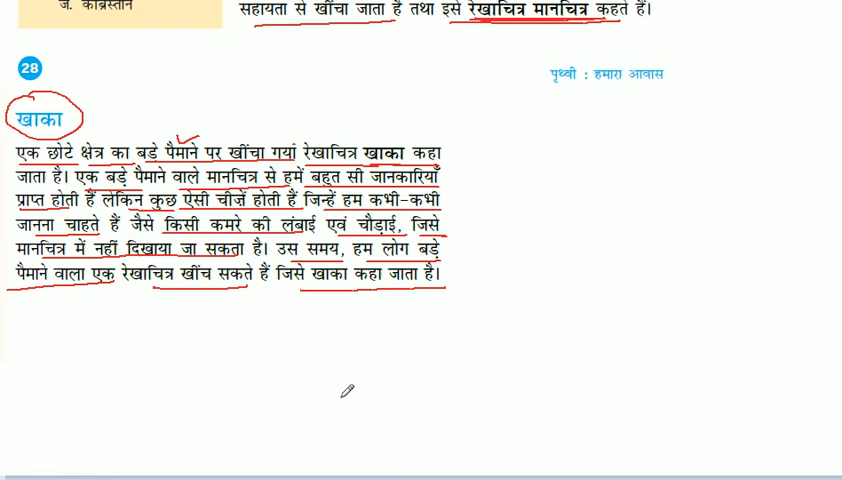 ज. कब्रिस्तान
सहायता से खींचा जाता है तथा इसे रेखाचित्र मानचित्र कहते हैं।
28
पृथ्वी : हमारा आवास
खाका
एक छोटे क्षेत्र का बड़े पैमाने पर खींचा गया रेखाचित्र खाका कहा
जाता है। एक बड़े पैमाने वाले मानचित्र से हमें बहुत सी जानकारियाँ
प्राप्त होती हैं लेकिन कुछ ऐसी चीज़ें होती हैं जिन्हें हम कभी-कभी
जानना चाहते हैं जैसे किसी कमरे की लंबाई एवं चौड़ाई, जिसे
मानचित्र में नहीं दिखाया जा सकता है। उस समय, हम लोग बड़े
पैमाने वाला एक रेखाचित्र खींच सकते हैं जिसे खाका कहा जाता है।